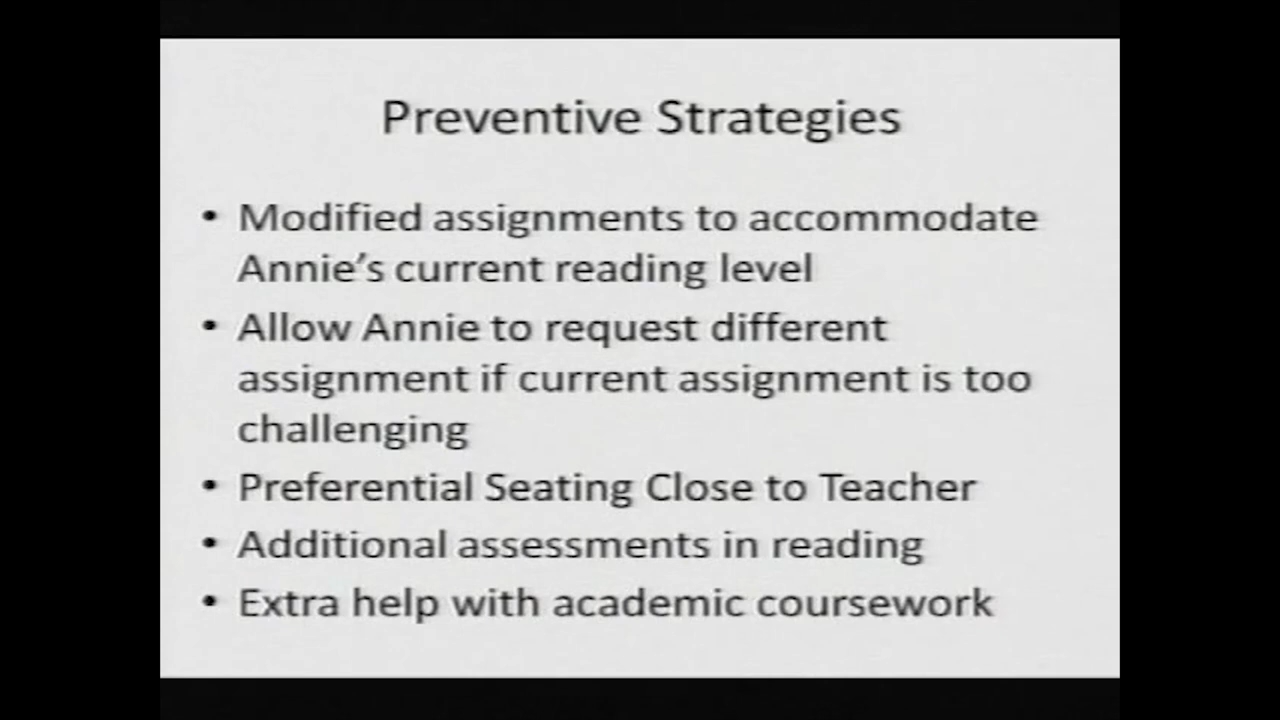 Preventive Strategies
• Modified assignments to accommodate
Annie's current reading level
• Allow Annie to request different
assignment if current assignment is too
challenging
• Preferential Seating Close to Teacher
• Additional assessments in reading
• Extra help with academic coursework